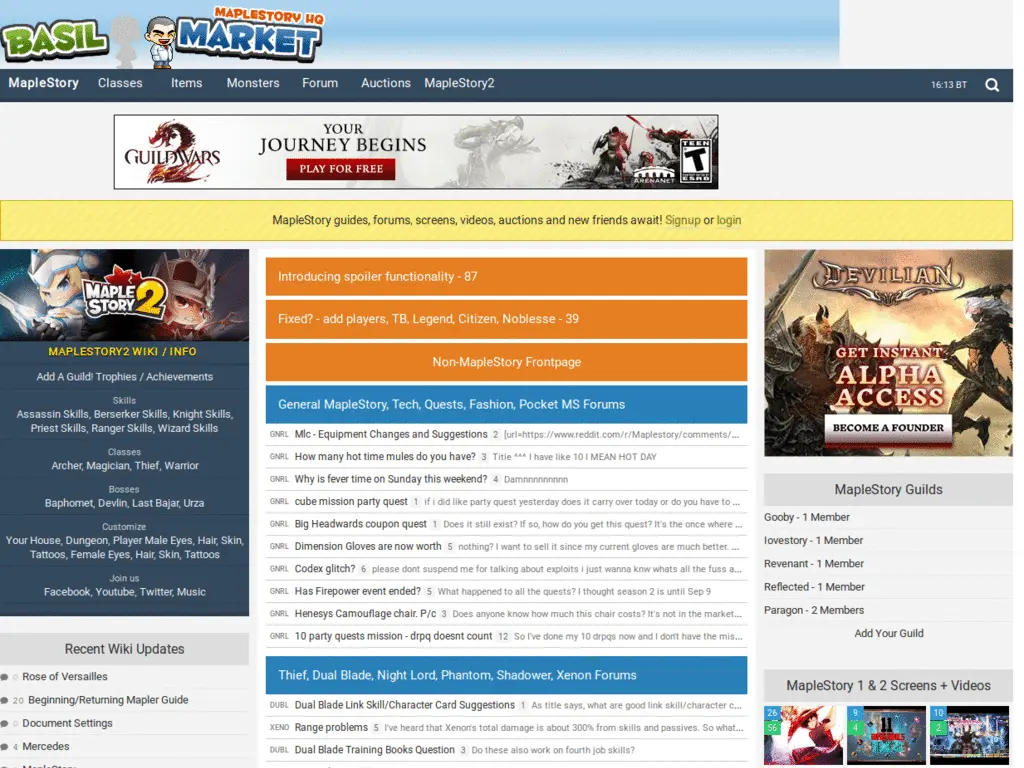 MAPLESTORY HQ
BASIL MARKET
MapleStory Classes Items Monsters Forum Auctions MapleStory2 16:13 BT
GUILD WARS 2
YOUR
JOURNEY BEGINS
PLAY FOR FREE
ARENANET
TEEN
T
ESRB
MapleStory guides, forums, screens, videos, auctions and new friends await! Signup or login
MAPLE
STORY 2
MAPLESTORY2 WIKI / INFO
Add A Guild! Trophies / Achievements
Skills
Assassin Skills, Berserker Skills, Knight Skills,
Priest Skills, Ranger Skills, Wizard Skills
Classes
Archer, Magician, Thief, Warrior
Bosses
Baphomet, Devlin, Last Bajar, Urza
Customize
Your House, Dungeon, Player Male Eyes, Hair, Skin,
Tattoos, Female Eyes, Hair, Skin, Tattoos
Join us
Facebook, Youtube, Twitter, Music
Recent Wiki Updates
0 Rose of Versailles
20 Beginning/Returning Mapler Guide
0 Document Settings
4 Mercedes
Introducing spoiler functionality - 87
Fixed? - add players, TB, Legend, Citizen, Noblesse - 39
Non-MapleStory Frontpage
General MapleStory, Tech, Quests, Fashion, Pocket MS Forums
GNRL Mlc - Equipment Changes and Suggestions 2 [url=https://www.reddit.com/r/Maplestory/comments/...
GNRL How many hot time mules do you have? 3 Title ^^^ I have like 10 I MEAN HOT DAY
GNRL Why is fever time on Sunday this weekend? 4 Damnnnnnnnnn
GNRL cube mission party quest 1 if i did like party quest yesterday does it carry over today or do you have to ...
GNRL Big Headwards coupon quest 1 Does it still exist? If so, how do you get this quest? It's the once where ...
GNRL Dimension Gloves are now worth 5 nothing? I want to sell it since my current gloves are much better. ...
GNRL Codex glitch? 6 please dont suspend me for talking about exploits i just wanna knw whats all the fuss a...
GNRL Has Firepower event ended? 5 What happened to all the quests? I thought season 2 is until Sep 9
GNRL Henesys Camouflage chair. P/c 3 Does anyone know how much this chair costs? It's not in the market...
GNRL 10 party quests mission - drpq doesnt count 12 So I've done my 10 drpqs now and I don't have the mis...
Thief, Dual Blade, Night Lord, Phantom, Shadower, Xenon Forums
DUBL Dual Blade Link Skill/Character Card Suggestions 1 As title says, what are good link skill/character c...
XENO Range problems 5 I've heard that Xenon's total damage is about 300% from skills and passives. So what...
DUBL Dual Blade Training Books Question 3 Do these also work on fourth job skills?
DEVILIAN
GET INSTANT
ALPHA
ACCESS
BECOME A FOUNDER
MapleStory Guilds
Gooby - 1 Member
Iovestory - 1 Member
Revenant - 1 Member
Reflected - 1 Member
Paragon - 2 Members
Add Your Guild
MapleStory 1 & 2 Screens + Videos
26 9 10
56 4 2